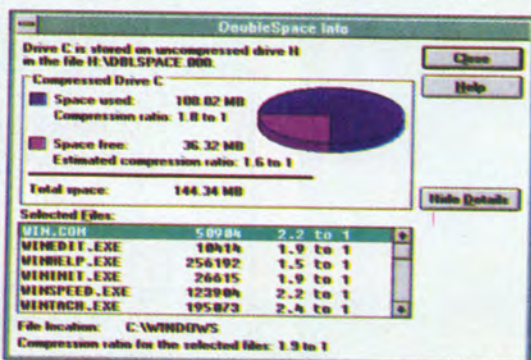 DoubleSpace Info
Drive C is stored on uncompressed drive H
in the file H:\DBLSPACE.000.
Close
Help
Compressed Drive C
Space used: 108.02 MB
Compression ratio: 1.8 to 1
Space free: 36.32 MB
Estimated compression ratio: 1.6 to 1
Total space: 144.34 MB
Hide Details
Selected Files:
WIN.COM 50904 2.2 to 1
WINEDIT.EXE 10414 1.9 to 1
WINHELP.EXE 256192 1.5 to 1
WININIT.EXE 26615 1.9 to 1
WINSPEED.EXE 123904 2.2 to 1
WINTACH.EXE 195073 2.4 to 1
File location: C:\WINDOWS
Compression ratio for the selected files: 1.9 to 1